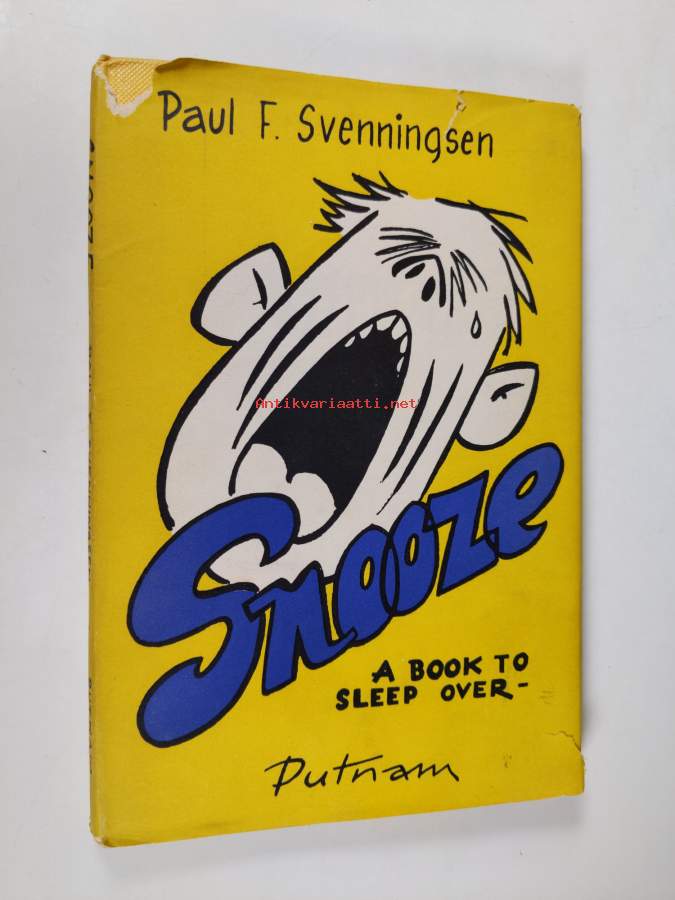 Paul F. Svenningsen
Antikvariaatti.net
Snooze
A BOOK TO
SLEEP OVER-
Putnam